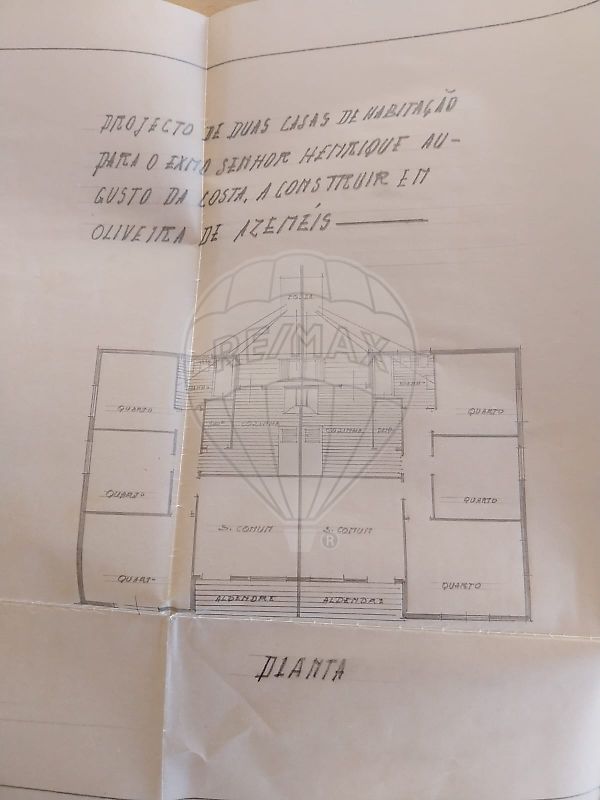 PROJECTO DE DUAS CASAS DE HABITAÇÃO
PARA O EXMO SENHOR HENRIQUE AU-
GUSTO DA COSTA, A CONSTRUIR EM
OLIVEIRA DE AZEMÉIS
RE/MAX
®
QUARTO QUARTO
COZINHA COZINHA
QUARTO QUARTO
S. COMUM S. COMUM
QUARTO QUARTO
ALPENDRE ALPENDRE
PLANTA